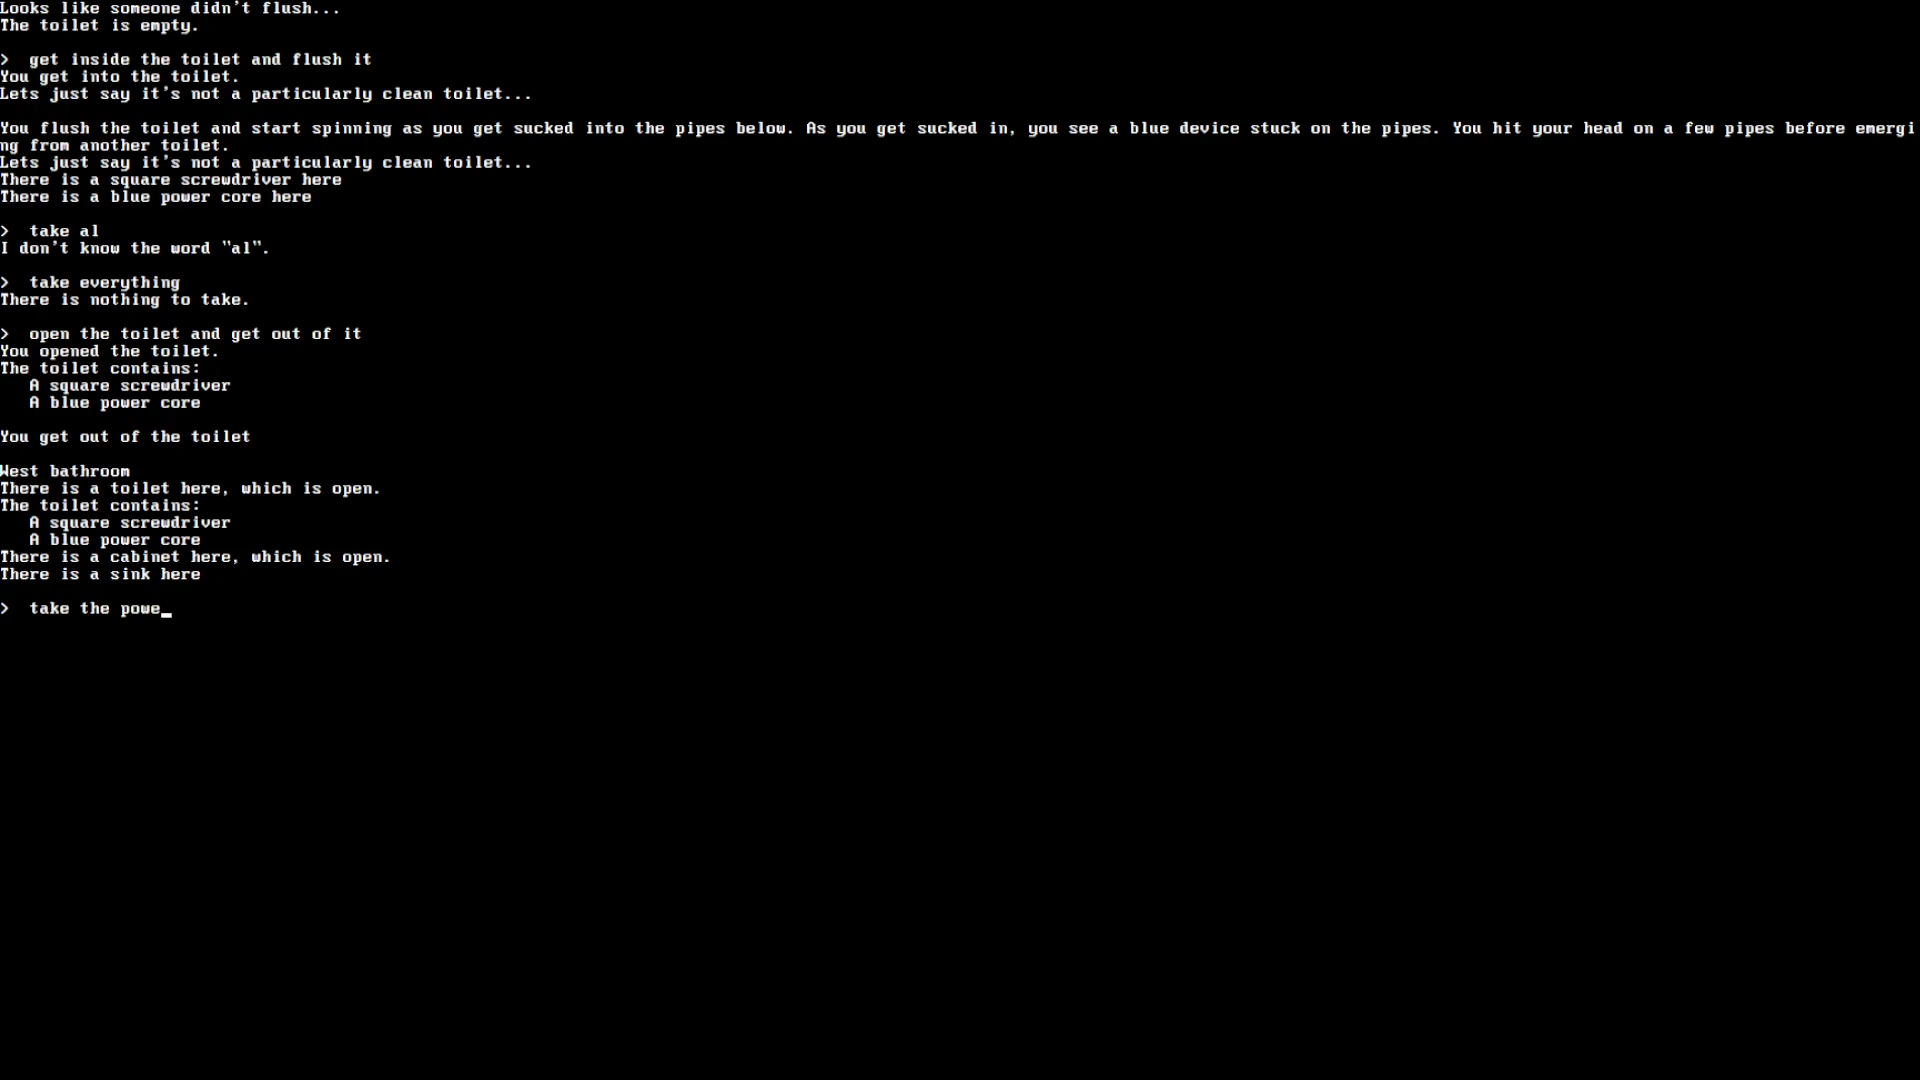 Looks like someone didn't flush...
The toilet is empty.
>  get inside the toilet and flush it
You get into the toilet.
Lets just say it's not a particularly clean toilet...
You flush the toilet and start spinning as you get sucked into the pipes below. As you get sucked in, you see a blue device stuck on the pipes. You hit your head on a few pipes before emergi
ng from another toilet.
Lets just say it's not a particularly clean toilet...
There is a square screwdriver here
There is a blue power core here
>  take al
I don't know the word "al".
>  take everything
There is nothing to take.
>  open the toilet and get out of it
You opened the toilet.
The toilet contains:
   A square screwdriver
   A blue power core
You get out of the toilet
West bathroom
There is a toilet here, which is open.
The toilet contains:
   A square screwdriver
   A blue power core
There is a cabinet here, which is open.
There is a sink here
>  take the powe_